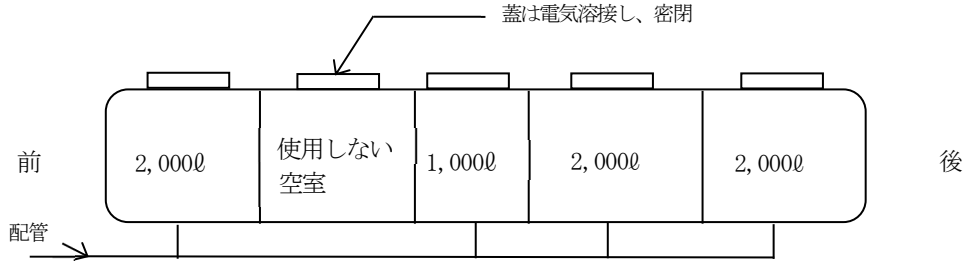 蓋は電気溶接し、密閉
前
2,000ℓ
使用しない
空室
1,000ℓ
2,000ℓ
2,000ℓ
後
配管